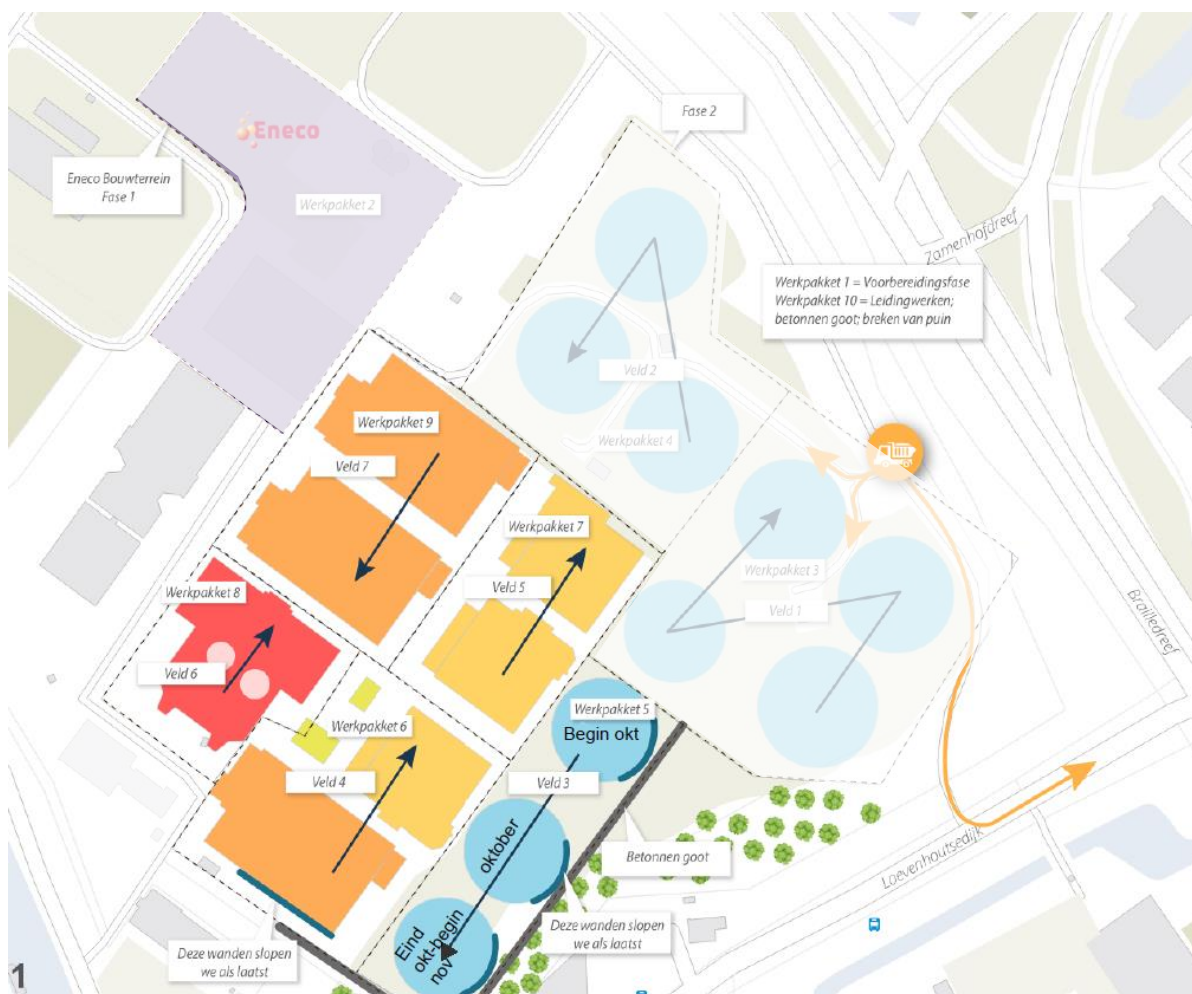 Eneco
Fase 2
Eneco Bouwterrein
Fase 1
Werkpakket 2
Zamenhofdreef
Werkpakket 1 = Voorbereidingsfase
Werkpakket 10 = Leidingwerken;
betonnen goot; breken van puin
Veld 2
Werkpakket 9
Werkpakket 4
Veld 7
Werkpakket 7
Werkpakket 3
Veld 5
Werkpakket 8
Veld 1
Brailledreef
Veld 6
Werkpakket 5
Werkpakket 6
Begin okt
Veld 4
Veld 3
oktober
Betonnen goot
Loevenhoutsedijk
Eind
okt-begin
nov
Deze wanden slopen
we als laatst
Deze wanden slopen
we als laatst
1